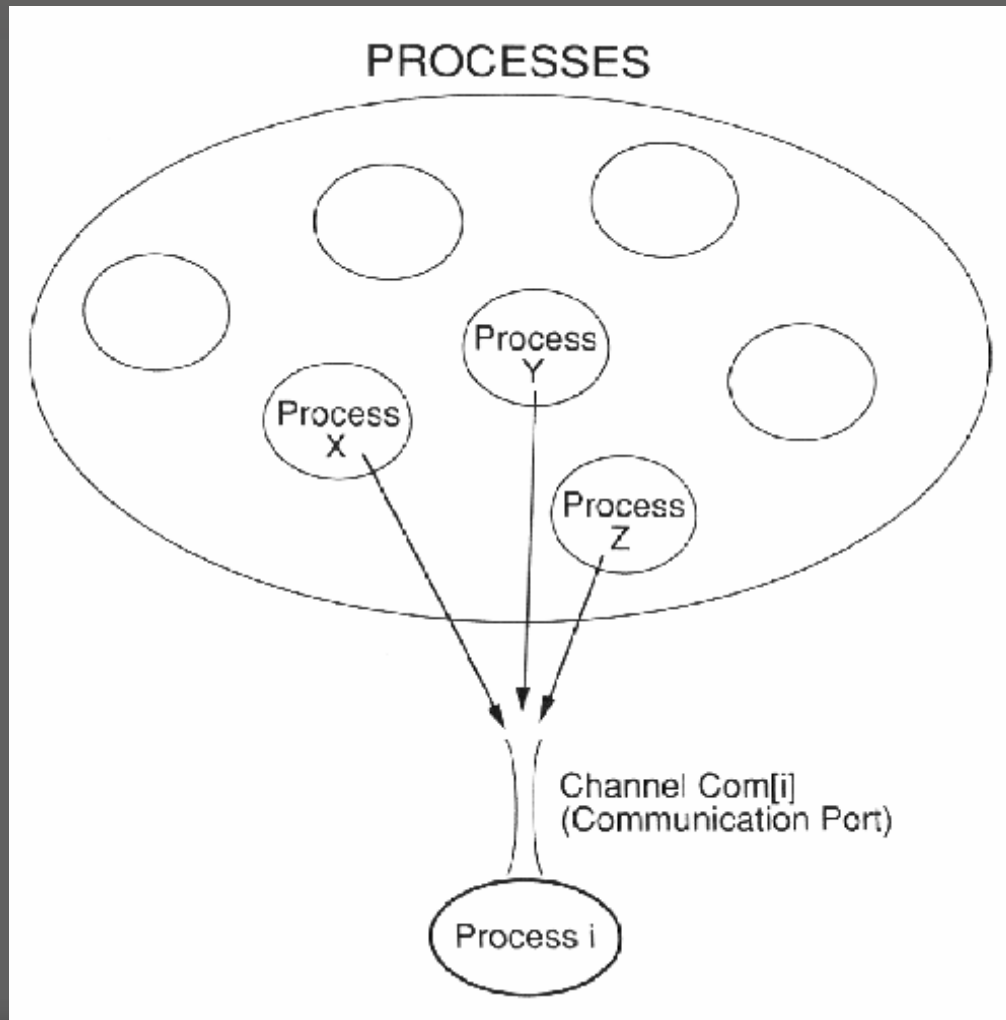 PROCESSES
Process
Y
Process
X
Process
Z
Channel Com[i]
(Communication Port)
Process i